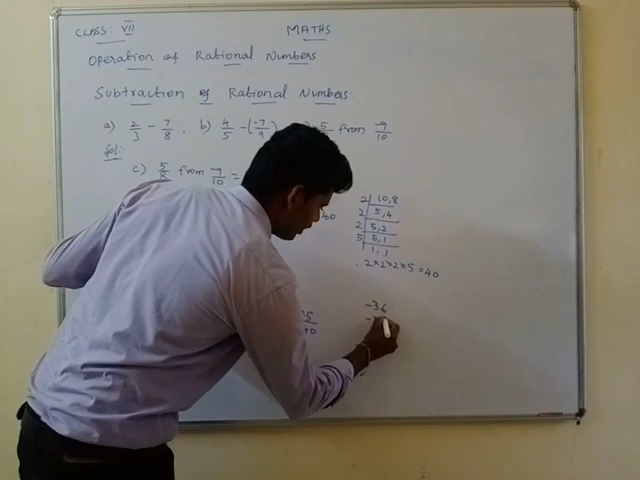 CLASS: VII MATHS
Operation of Rational Numbers
Subtraction of Rational Numbers:
a) 2/3 - 7/8, b) 4/5 - (-7/9) 5/ from -9/10
Sol:
c) 5/8 from -9/10 =
40
2 | 10, 8
2 | 5, 4
2 | 5, 2
5 | 5, 1
1, 1
∴ 2×2×2×5 = 40
-36